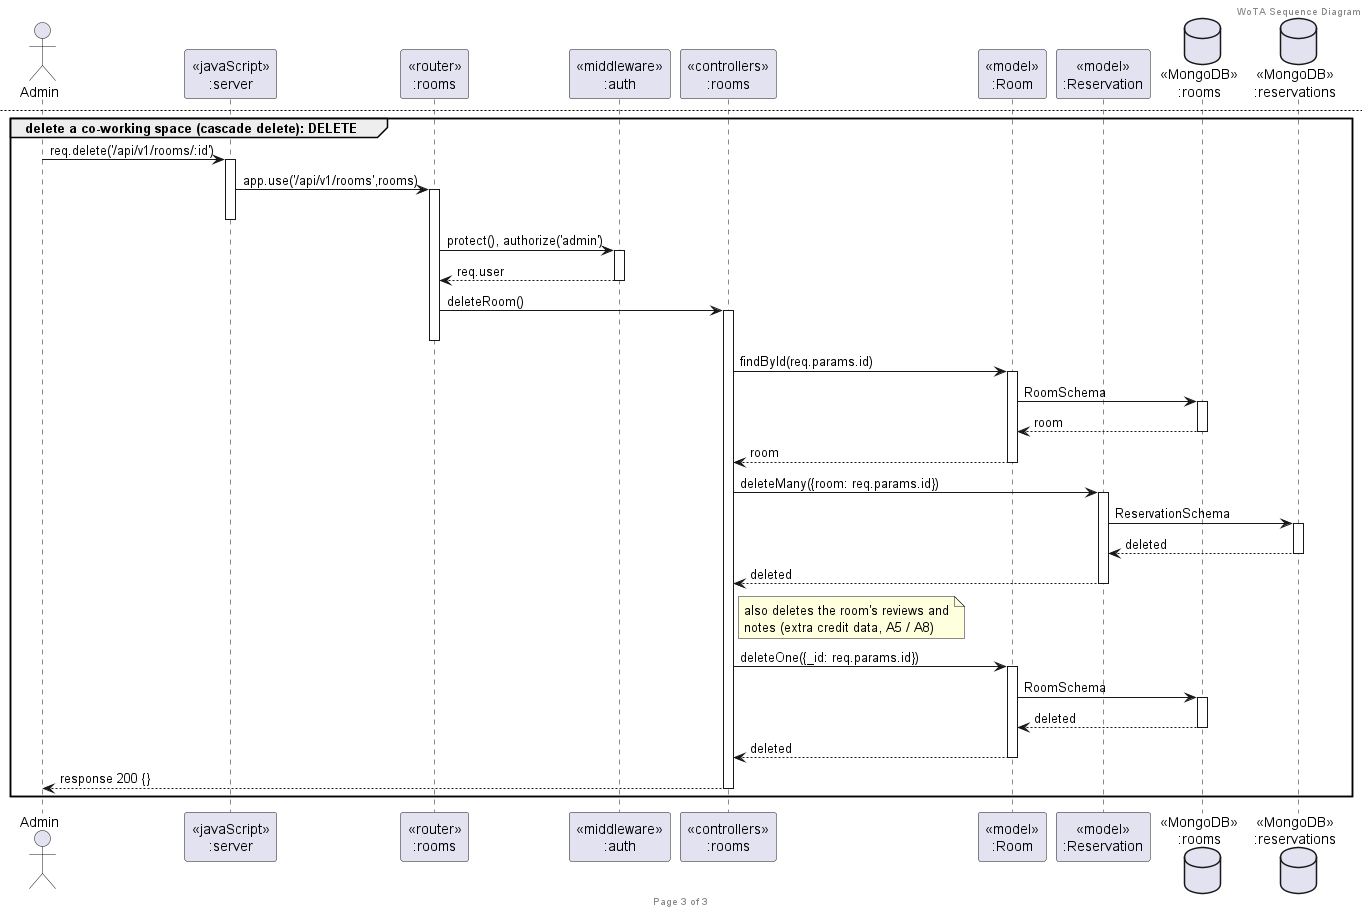 WoTA Sequence Diagram
Admin
«javaScript»
:server
«router»
:rooms
«middleware»
:auth
«controllers»
:rooms
«model»
:Room
«model»
:Reservation
«MongoDB»
:rooms
«MongoDB»
:reservations
delete a co-working space (cascade delete): DELETE
req.delete('/api/v1/rooms/:id')
app.use('/api/v1/rooms',rooms)
protect(), authorize('admin')
req.user
deleteRoom()
findById(req.params.id)
RoomSchema
room
room
deleteMany({room: req.params.id})
ReservationSchema
deleted
deleted
also deletes the room's reviews and
notes (extra credit data, A5 / A8)
deleteOne({_id: req.params.id})
RoomSchema
deleted
deleted
response 200 {}
Admin
«javaScript»
:server
«router»
:rooms
«middleware»
:auth
«controllers»
:rooms
«model»
:Room
«model»
:Reservation
«MongoDB»
:rooms
«MongoDB»
:reservations
Page 3 of 3